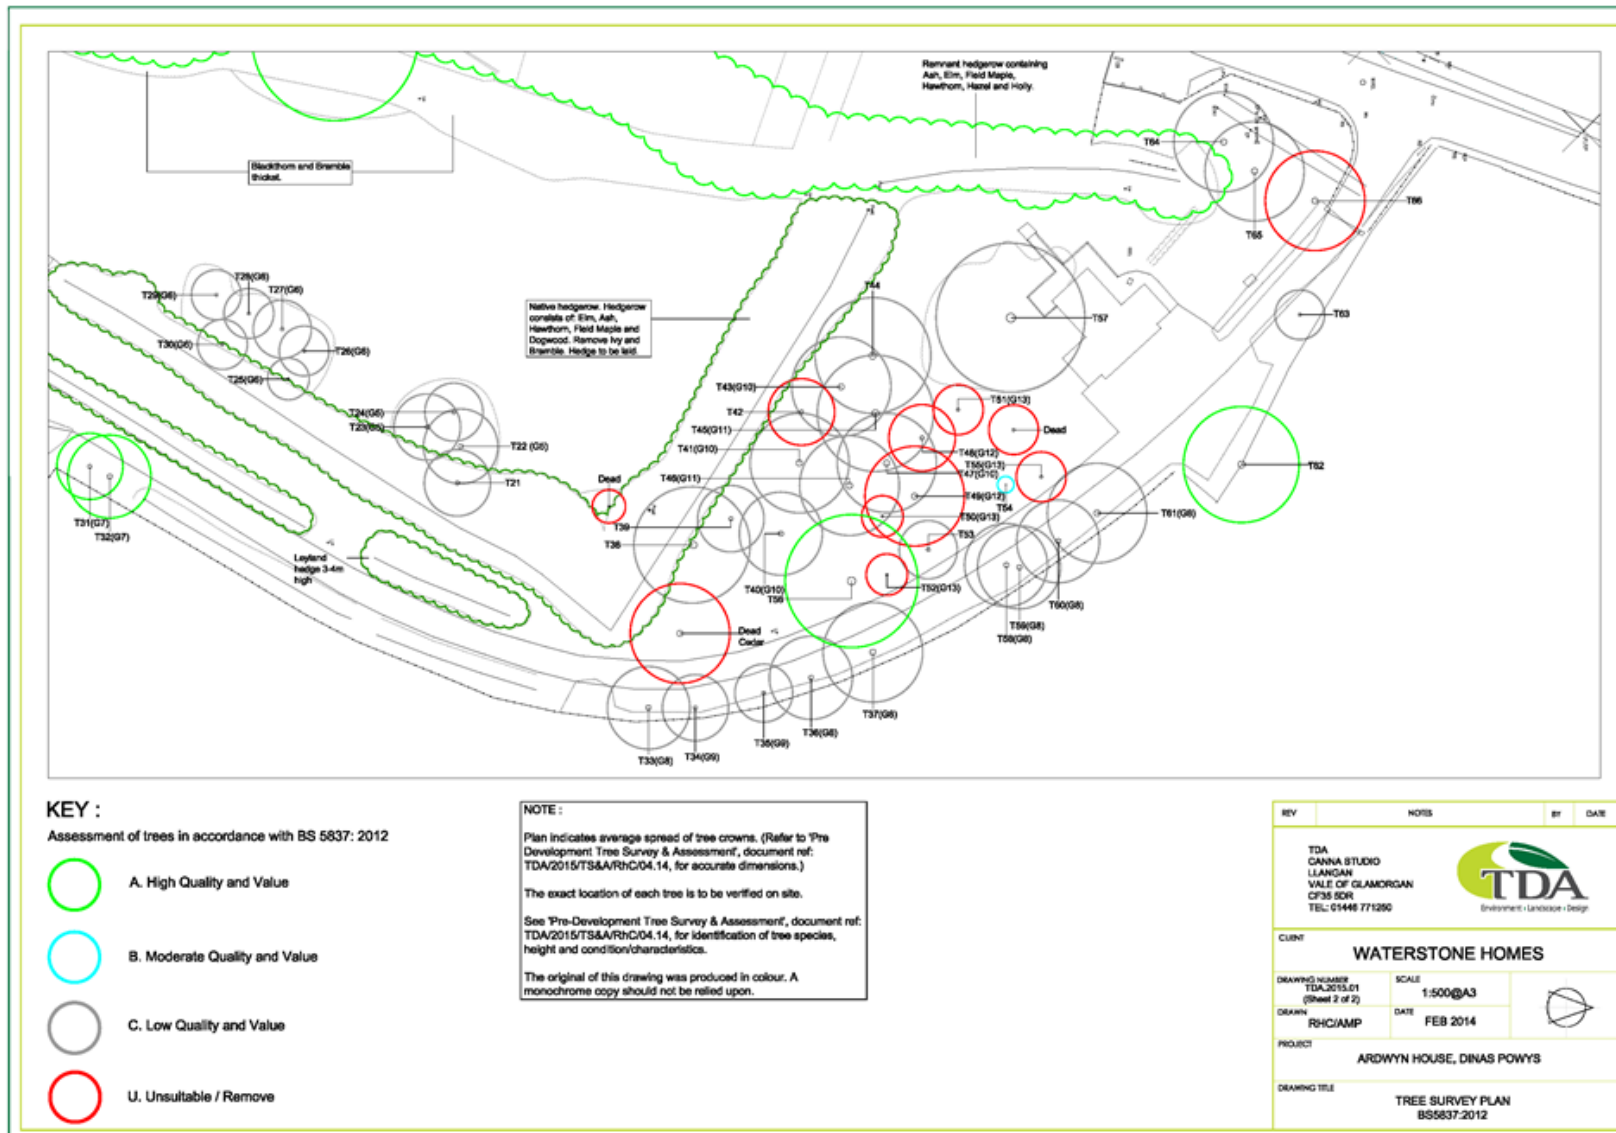 Remnant hedgerow containing
Ash, Elm, Field Maple,
Hawthorn, Hazel and Holly.
Blackthorn and Bramble
thicket.
T64
T66
T65
T63
T28(G6)
T29(G6)
T27(G6)
T30(G6)
T26(G6)
T25(G6)
Native hedgerow. Hedgerow
consists of: Elm, Ash,
Hawthorn, Field Maple and
Dogwood. Remove Ivy and
Bramble. Hedge to be laid.
T44
T57
T43(G10)
T42
T45(G11)
T41(G10)
T46(G11)
T51(G13)
Dead
T48(G12)
T55(G13)
T47(G10)
T49(G12)
T54
T50(G13)
T53
T52(G13)
T24(G5)
T23(G5)
T22 (G5)
T21
Dead
T39
T38
T40(G10)
T56
T62
T61(G8)
T60(G8)
T59(G8)
T58(G8)
T31(G7)
T32(G7)
Leyland
hedge 3-4m
high
Dead
Cedar
T33(G8)
T34(G9)
T35(G9)
T36(G8)
T37(G8)
KEY :
Assessment of trees in accordance with BS 5837: 2012
A. High Quality and Value
B. Moderate Quality and Value
C. Low Quality and Value
U. Unsuitable / Remove
NOTE :
Plan indicates average spread of tree crowns. (Refer to 'Pre
Development Tree Survey & Assessment', document ref:
TDA/2015/TS&A/RhC/04.14, for accurate dimensions.)
The exact location of each tree is to be verified on site.
See 'Pre-Development Tree Survey & Assessment', document ref:
TDA/2015/TS&A/RhC/04.14, for identification of tree species,
height and condition/characteristics.
The original of this drawing was produced in colour. A
monochrome copy should not be relied upon.
REV NOTES BY DATE
TDA
CANNA STUDIO
LLANGAN
VALE OF GLAMORGAN
CF35 5DR
TEL: 01446 771250
TDA
Environment • Landscape • Design
CLIENT
WATERSTONE HOMES
DRAWING NUMBER
TDA.2015.01
(Sheet 2 of 2)
SCALE
1:500@A3
DRAWN
RHC/AMP
DATE
FEB 2014
PROJECT
ARDWYN HOUSE, DINAS POWYS
DRAWING TITLE
TREE SURVEY PLAN
BS5837:2012